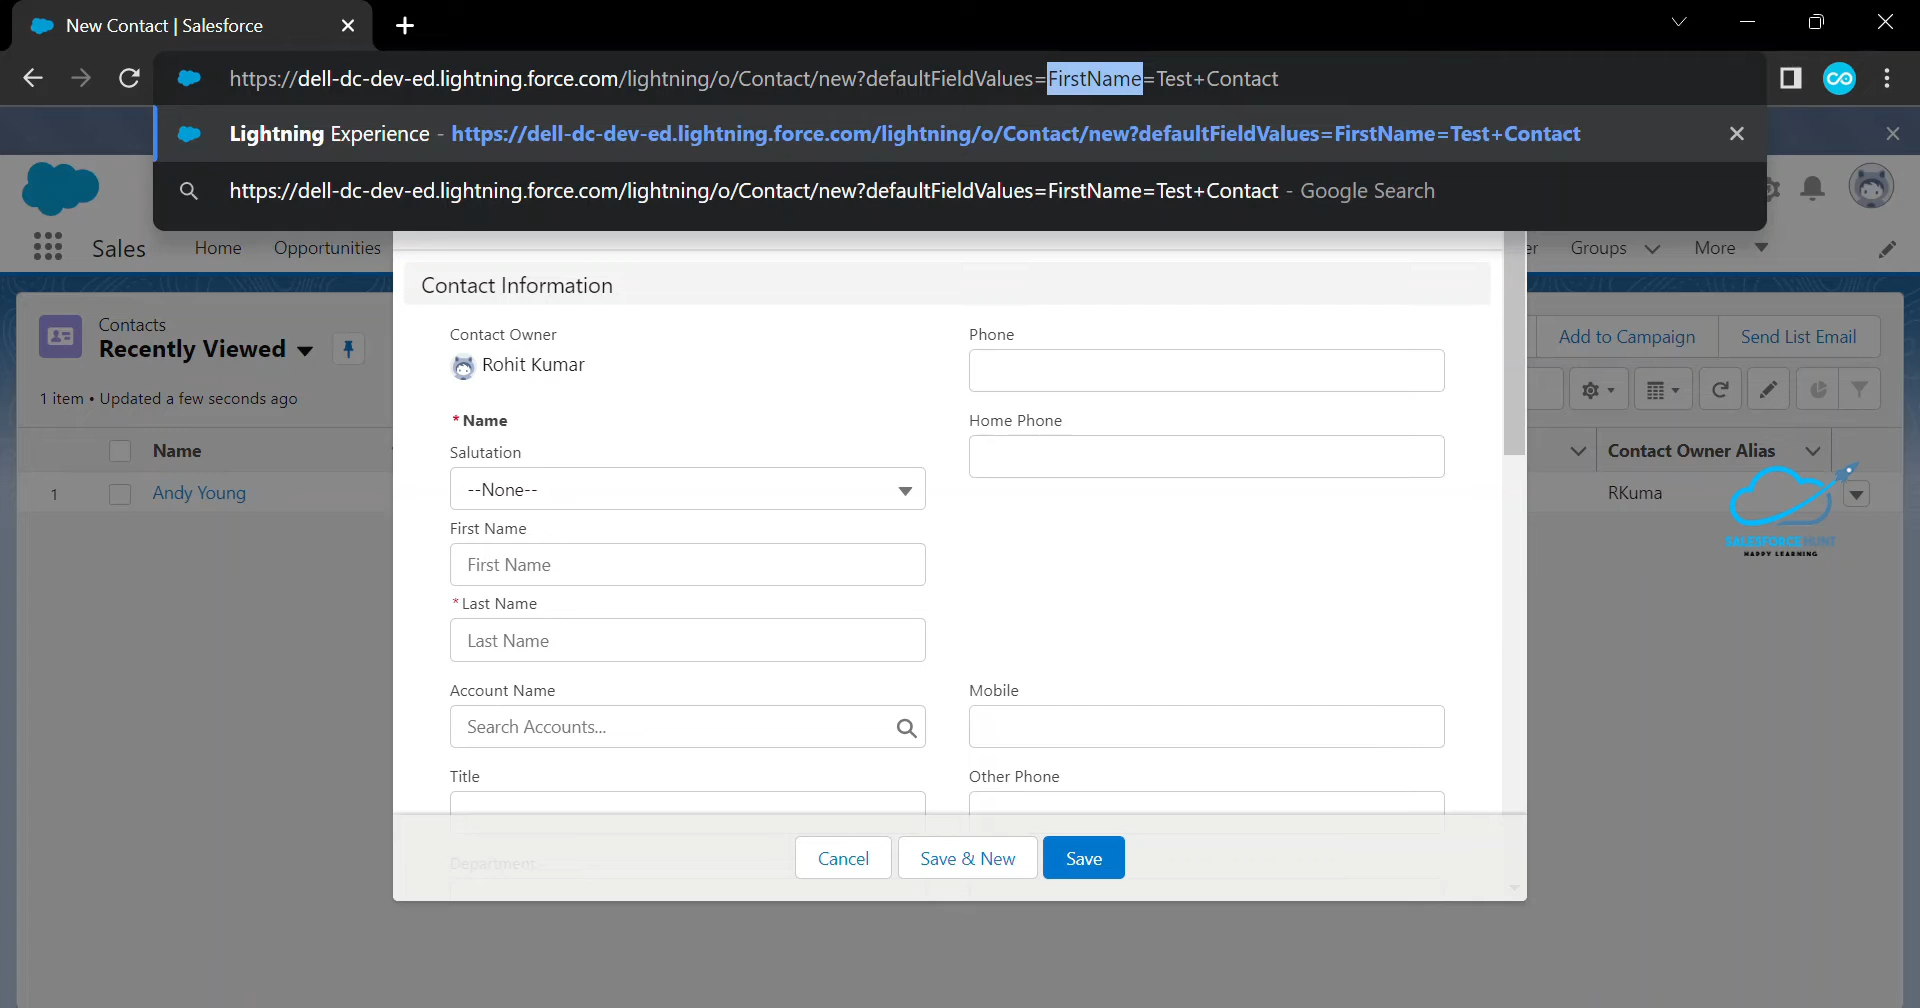 New Contact | Salesforce
https://dell-dc-dev-ed.lightning.force.com/lightning/o/Contact/new?defaultFieldValues=FirstName=Test+Contact
Lightning Experience - https://dell-dc-dev-ed.lightning.force.com/lightning/o/Contact/new?defaultFieldValues=FirstName=Test+Contact
https://dell-dc-dev-ed.lightning.force.com/lightning/o/Contact/new?defaultFieldValues=FirstName=Test+Contact - Google Search
Sales Home Opportunities Groups More
Contact Information
Contacts
Recently Viewed
1 item • Updated a few seconds ago
Name
1 Andy Young
Contact Owner
Rohit Kumar
* Name
Salutation
--None--
First Name
First Name
* Last Name
Last Name
Account Name
Search Accounts...
Title
Department
Phone
Home Phone
Mobile
Other Phone
Cancel Save & New Save
Add to Campaign Send List Email
Contact Owner Alias
RKuma
SALESFORCE HUNT
HAPPY LEARNING